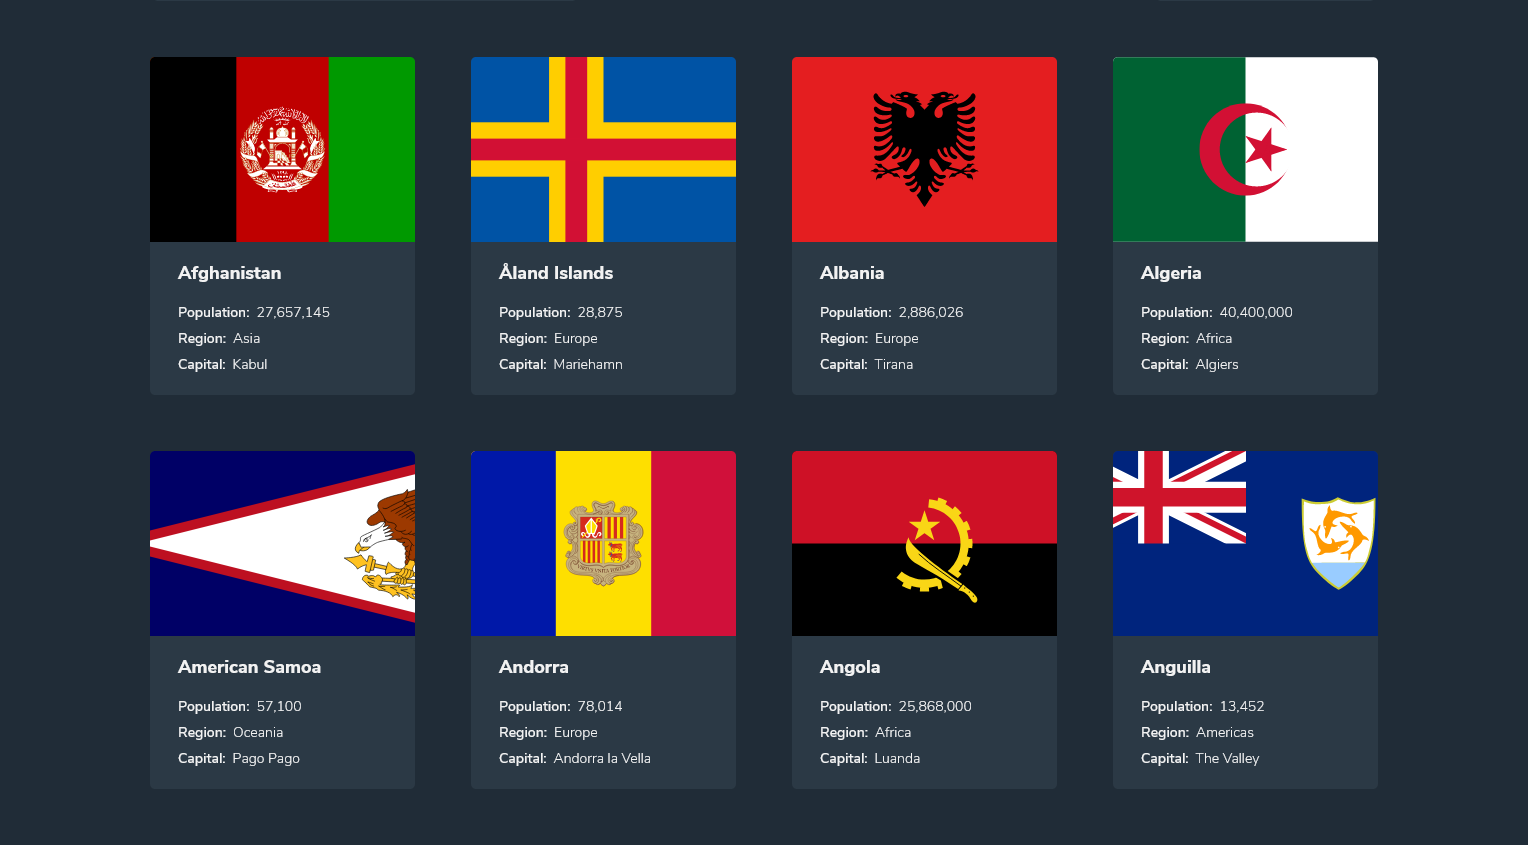 Afghanistan
Population: 27,657,145
Region: Asia
Capital: Kabul
Åland Islands
Population: 28,875
Region: Europe
Capital: Mariehamn
Albania
Population: 2,886,026
Region: Europe
Capital: Tirana
Algeria
Population: 40,400,000
Region: Africa
Capital: Algiers
American Samoa
Population: 57,100
Region: Oceania
Capital: Pago Pago
Andorra
Population: 78,014
Region: Europe
Capital: Andorra la Vella
Angola
Population: 25,868,000
Region: Africa
Capital: Luanda
Anguilla
Population: 13,452
Region: Americas
Capital: The Valley